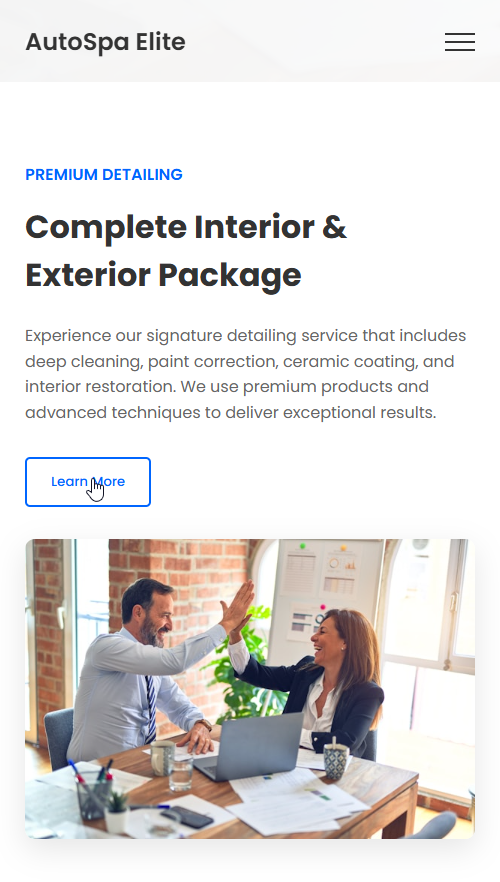 AutoSpa Elite
PREMIUM DETAILING
Complete Interior &
Exterior Package
Experience our signature detailing service that includes
deep cleaning, paint correction, ceramic coating, and
interior restoration. We use premium products and
advanced techniques to deliver exceptional results.
Learn More